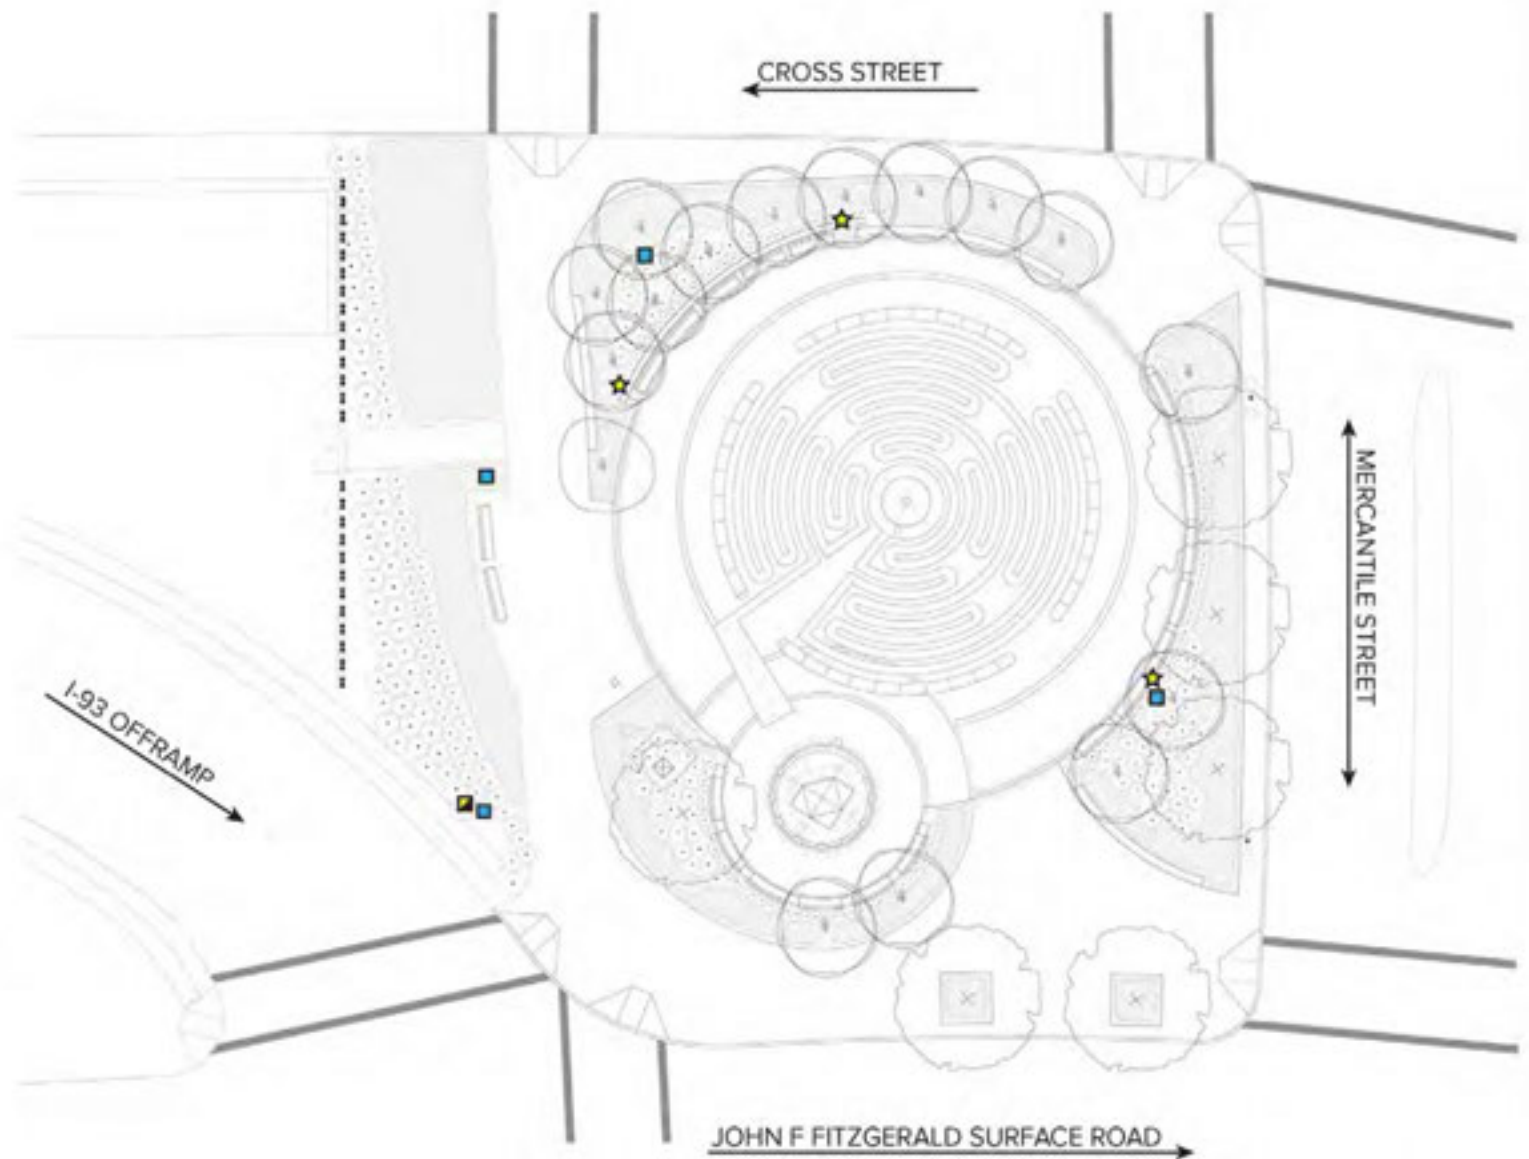 CROSS STREET
MERCANTILE STREET
I-93 OFFRAMP
JOHN F FITZGERALD SURFACE ROAD